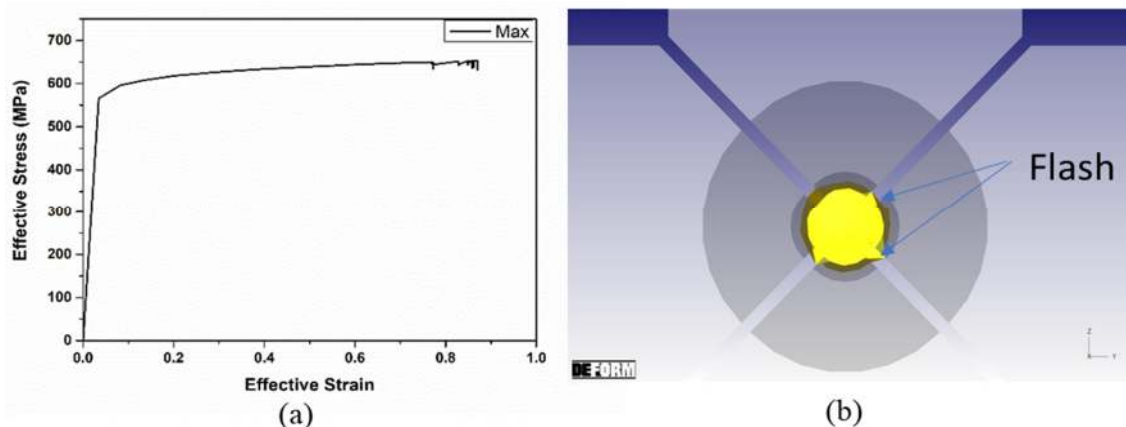 Max
750
700
600
500
400
300
200
100
0
Effective Stress (MPa)
0.0 0.2 0.4 0.6 0.8 1.0
Effective Strain
(a)
Flash
Z
X Y
DEFORM
(b)